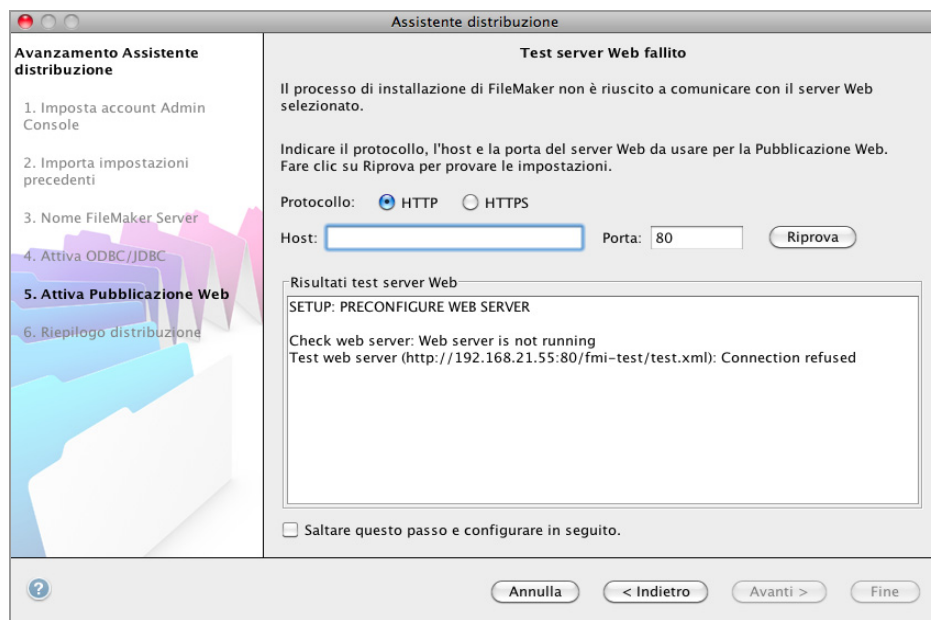 Assistente distribuzione
Avanzamento Assistente
distribuzione
1. Imposta account Admin
Console
2. Importa impostazioni
precedenti
3. Nome FileMaker Server
4. Attiva ODBC/JDBC
5. Attiva Pubblicazione Web
6. Riepilogo distribuzione
Test server Web fallito
Il processo di installazione di FileMaker non è riuscito a comunicare con il server Web
selezionato.
Indicare il protocollo, l'host e la porta del server Web da usare per la Pubblicazione Web.
Fare clic su Riprova per provare le impostazioni.
Protocollo: HTTP HTTPS
Host: Porta: 80 Riprova
Risultati test server Web
SETUP: PRECONFIGURE WEB SERVER
Check web server: Web server is not running
Test web server (http://192.168.21.55:80/fmi-test/test.xml): Connection refused
Saltare questo passo e configurare in seguito.
? Annulla < Indietro Avanti > Fine